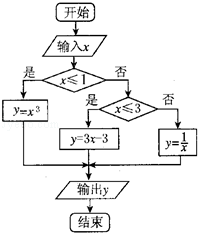 开始
输入x
x≤1
是
否
y=x³
x≤3
是
否
y=3x-3
y=1/x
输出y
结束